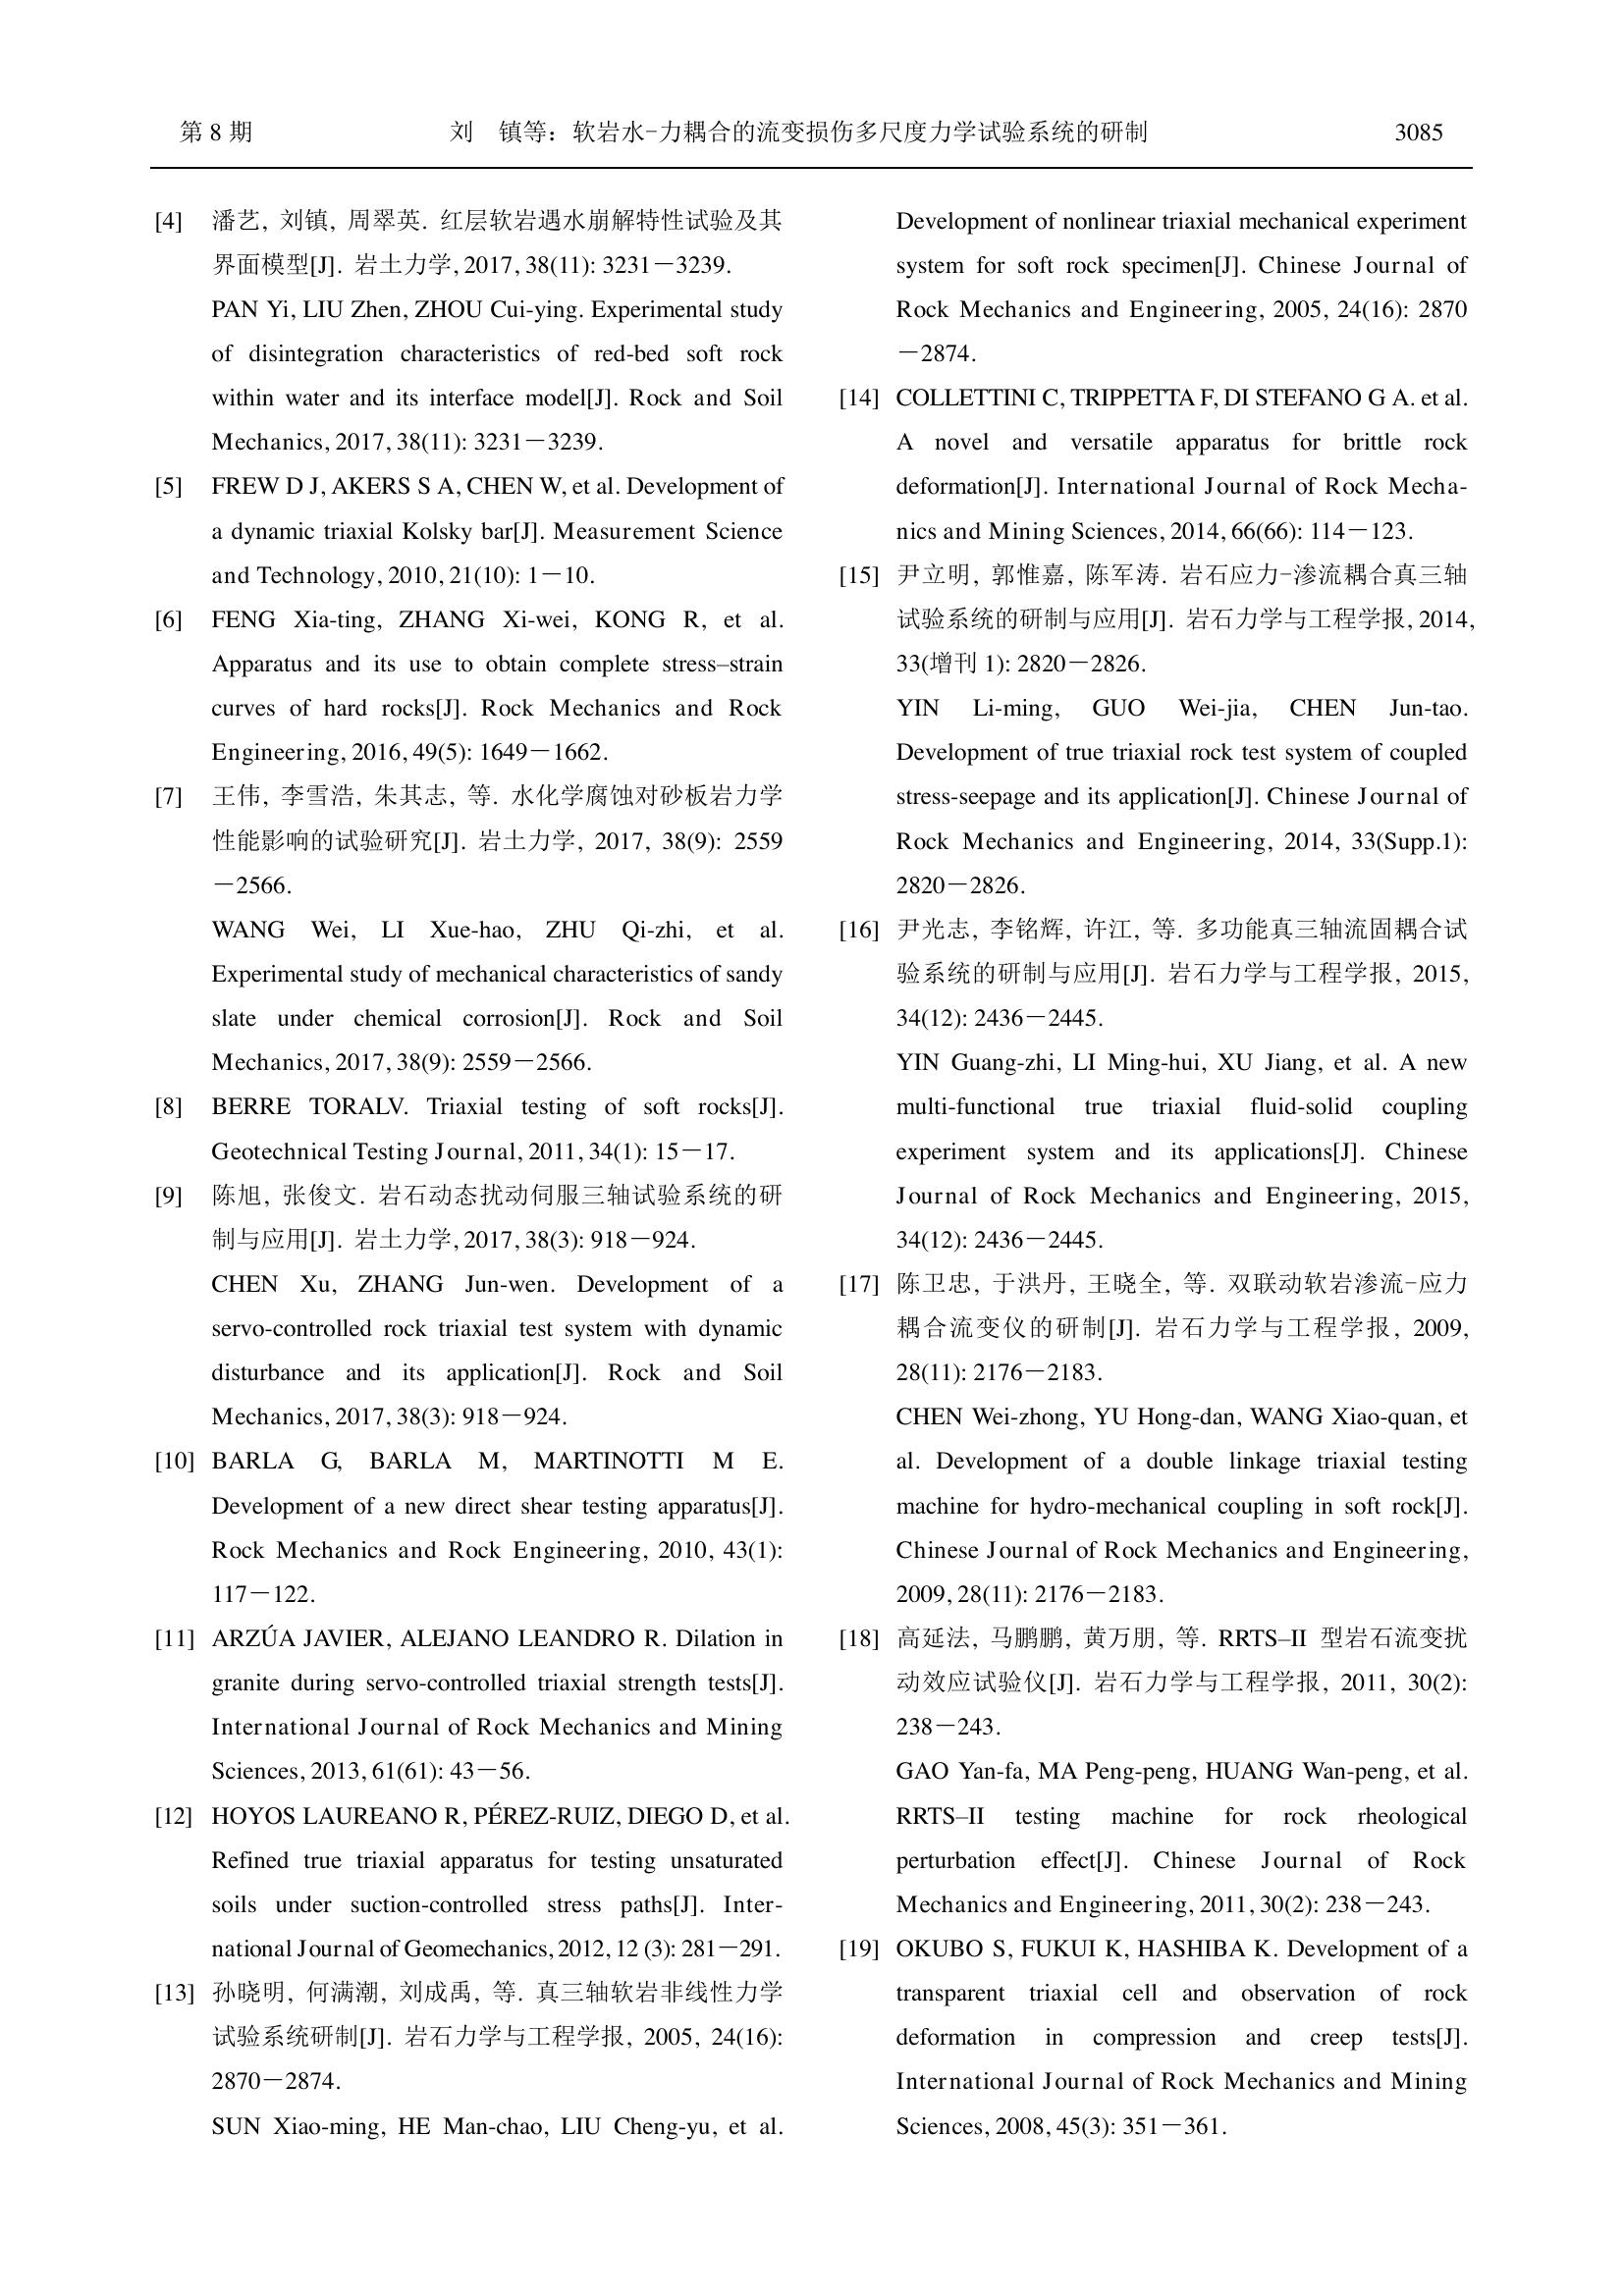 第 8 期 刘 镇等：软岩水-力耦合的流变损伤多尺度力学试验系统的研制 3085
[4] 潘艺, 刘镇, 周翠英. 红层软岩遇水崩解特性试验及其
界面模型[J]. 岩土力学, 2017, 38(11): 3231－3239.
PAN Yi, LIU Zhen, ZHOU Cui-ying. Experimental study
of disintegration characteristics of red-bed soft rock
within water and its interface model[J]. Rock and Soil
Mechanics, 2017, 38(11): 3231－3239.
[5] FREW D J, AKERS S A, CHEN W, et al. Development of
a dynamic triaxial Kolsky bar[J]. Measurement Science
and Technology, 2010, 21(10): 1－10.
[6] FENG Xia-ting, ZHANG Xi-wei, KONG R, et al.
Apparatus and its use to obtain complete stress–strain
curves of hard rocks[J]. Rock Mechanics and Rock
Engineering, 2016, 49(5): 1649－1662.
[7] 王伟, 李雪浩, 朱其志, 等. 水化学腐蚀对砂板岩力学
性能影响的试验研究[J]. 岩土力学, 2017, 38(9): 2559
－2566.
WANG Wei, LI Xue-hao, ZHU Qi-zhi, et al.
Experimental study of mechanical characteristics of sandy
slate under chemical corrosion[J]. Rock and Soil
Mechanics, 2017, 38(9): 2559－2566.
[8] BERRE TORALV. Triaxial testing of soft rocks[J].
Geotechnical Testing Journal, 2011, 34(1): 15－17.
[9] 陈旭, 张俊文. 岩石动态扰动伺服三轴试验系统的研
制与应用[J]. 岩土力学, 2017, 38(3): 918－924.
CHEN Xu, ZHANG Jun-wen. Development of a
servo-controlled rock triaxial test system with dynamic
disturbance and its application[J]. Rock and Soil
Mechanics, 2017, 38(3): 918－924.
[10] BARLA G, BARLA M, MARTINOTTI M E.
Development of a new direct shear testing apparatus[J].
Rock Mechanics and Rock Engineering, 2010, 43(1):
117－122.
[11] ARZÚA JAVIER, ALEJANO LEANDRO R. Dilation in
granite during servo-controlled triaxial strength tests[J].
International Journal of Rock Mechanics and Mining
Sciences, 2013, 61(61): 43－56.
[12] HOYOS LAUREANO R, PÉREZ-RUIZ, DIEGO D, et al.
Refined true triaxial apparatus for testing unsaturated
soils under suction-controlled stress paths[J]. Inter-
national Journal of Geomechanics, 2012, 12 (3): 281－291.
[13] 孙晓明, 何满潮, 刘成禹, 等. 真三轴软岩非线性力学
试验系统研制[J]. 岩石力学与工程学报, 2005, 24(16):
2870－2874.
SUN Xiao-ming, HE Man-chao, LIU Cheng-yu, et al.
Development of nonlinear triaxial mechanical experiment
system for soft rock specimen[J]. Chinese Journal of
Rock Mechanics and Engineering, 2005, 24(16): 2870
－2874.
[14] COLLETTINI C, TRIPPETTA F, DI STEFANO G A. et al.
A novel and versatile apparatus for brittle rock
deformation[J]. International Journal of Rock Mecha-
nics and Mining Sciences, 2014, 66(66): 114－123.
[15] 尹立明, 郭惟嘉, 陈军涛. 岩石应力-渗流耦合真三轴
试验系统的研制与应用[J]. 岩石力学与工程学报, 2014,
33(增刊 1): 2820－2826.
YIN Li-ming, GUO Wei-jia, CHEN Jun-tao.
Development of true triaxial rock test system of coupled
stress-seepage and its application[J]. Chinese Journal of
Rock Mechanics and Engineering, 2014, 33(Supp.1):
2820－2826.
[16] 尹光志, 李铭辉, 许江, 等. 多功能真三轴流固耦合试
验系统的研制与应用[J]. 岩石力学与工程学报, 2015,
34(12): 2436－2445.
YIN Guang-zhi, LI Ming-hui, XU Jiang, et al. A new
multi-functional true triaxial fluid-solid coupling
experiment system and its applications[J]. Chinese
Journal of Rock Mechanics and Engineering, 2015,
34(12): 2436－2445.
[17] 陈卫忠, 于洪丹, 王晓全, 等. 双联动软岩渗流-应力
耦合流变仪的研制[J]. 岩石力学与工程学报, 2009,
28(11): 2176－2183.
CHEN Wei-zhong, YU Hong-dan, WANG Xiao-quan, et
al. Development of a double linkage triaxial testing
machine for hydro-mechanical coupling in soft rock[J].
Chinese Journal of Rock Mechanics and Engineering,
2009, 28(11): 2176－2183.
[18] 高延法, 马鹏鹏, 黄万朋, 等. RRTS–II 型岩石流变扰
动效应试验仪[J]. 岩石力学与工程学报, 2011, 30(2):
238－243.
GAO Yan-fa, MA Peng-peng, HUANG Wan-peng, et al.
RRTS–II testing machine for rock rheological
perturbation effect[J]. Chinese Journal of Rock
Mechanics and Engineering, 2011, 30(2): 238－243.
[19] OKUBO S, FUKUI K, HASHIBA K. Development of a
transparent triaxial cell and observation of rock
deformation in compression and creep tests[J].
International Journal of Rock Mechanics and Mining
Sciences, 2008, 45(3): 351－361.